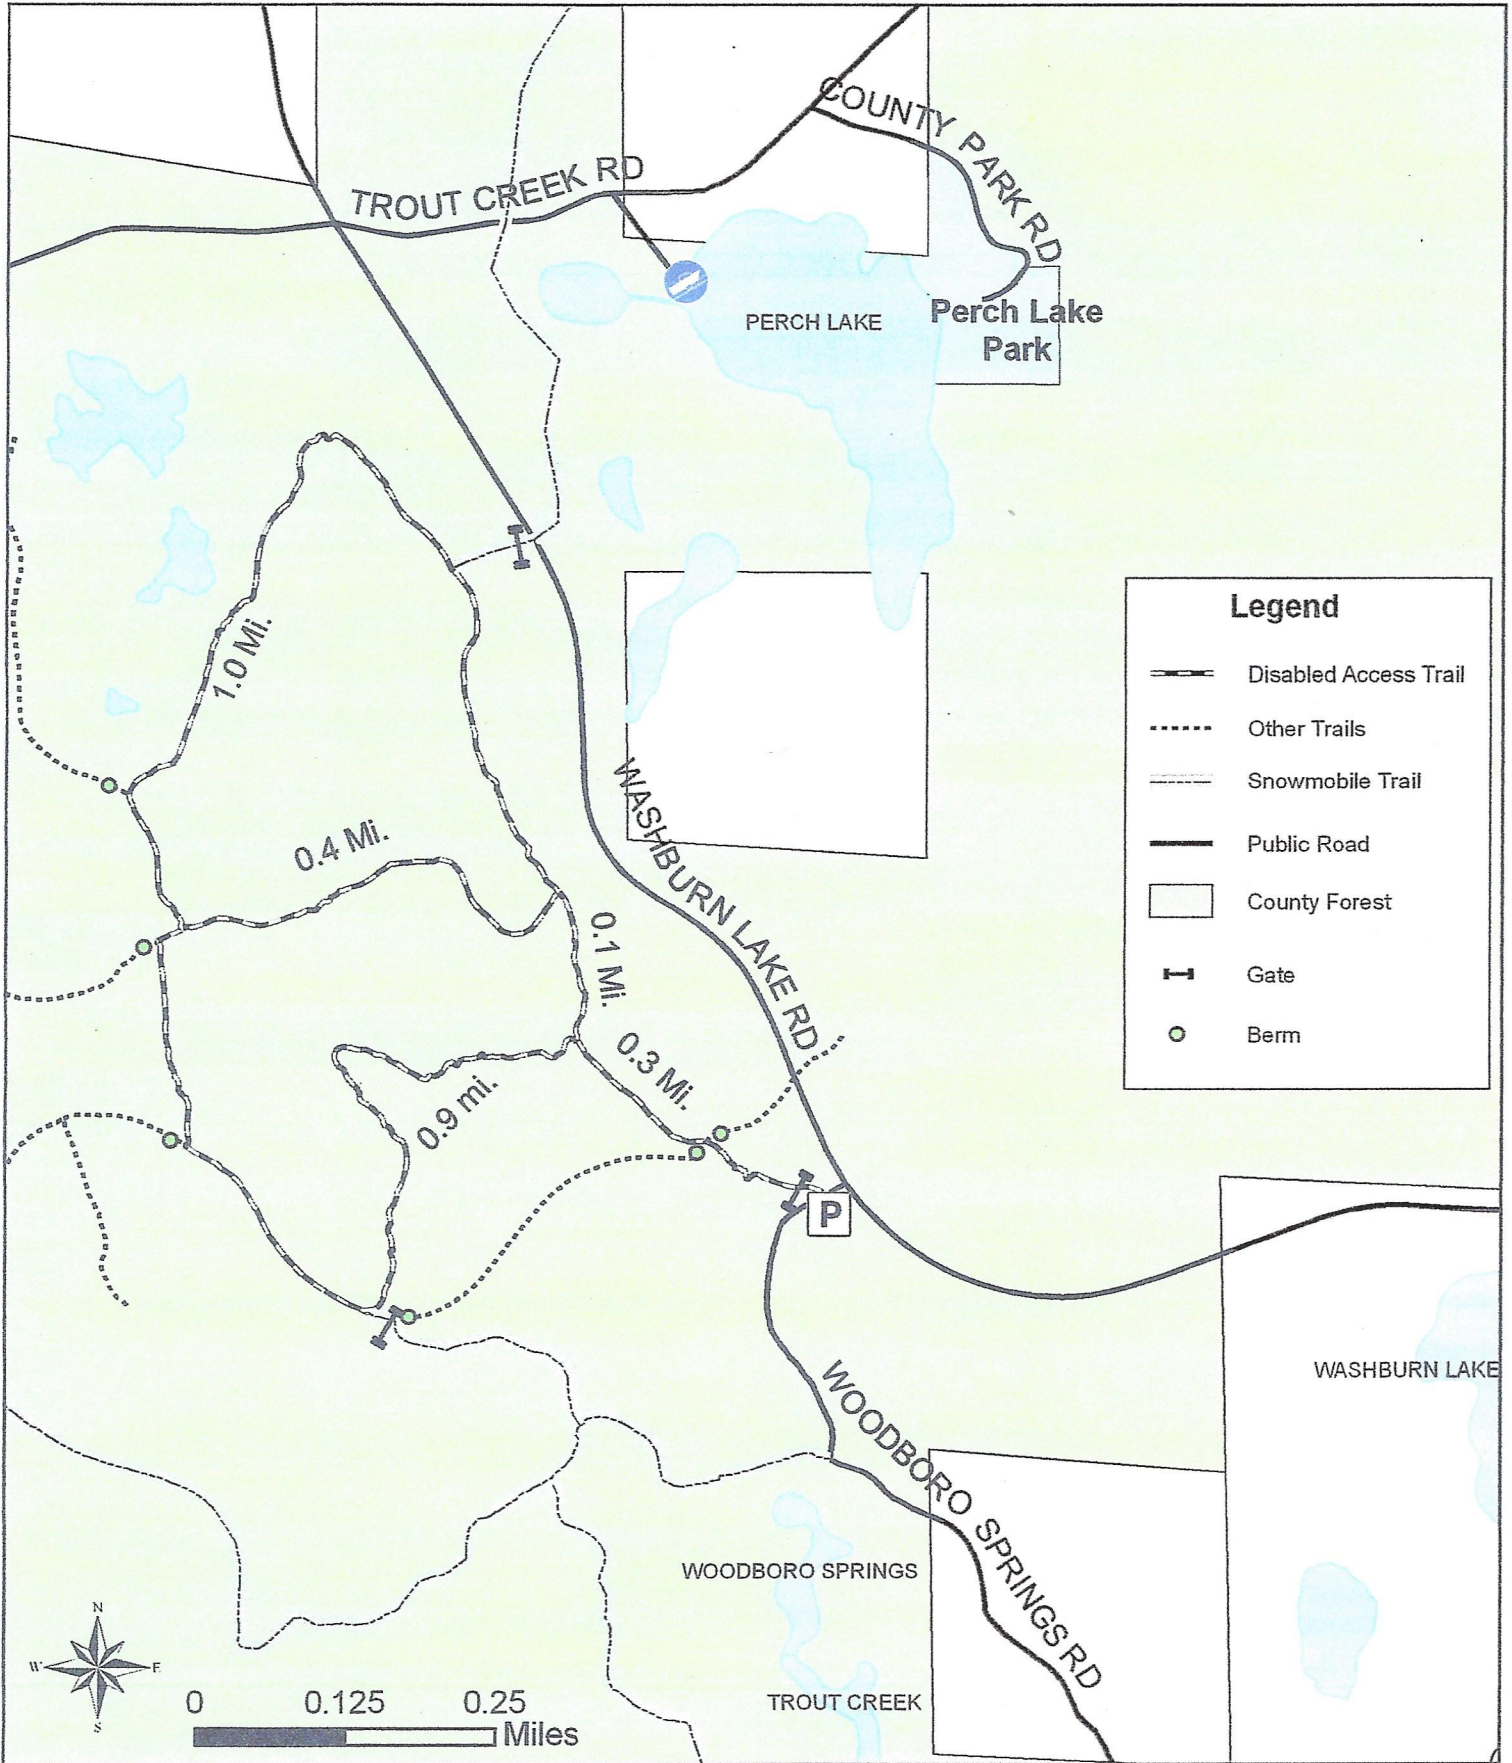 COUNTY PARK RD
TROUT CREEK RD
PERCH LAKE
Perch Lake
Park
1.0 Mi.
Legend
Disabled Access Trail
Other Trails
Snowmobile Trail
Public Road
County Forest
Gate
Berm
WASHBURN LAKE RD
0.4 Mi.
0.1 Mi.
0.3 Mi.
0.9 mi.
P
WASHBURN LAKE
WOODBORO SPRINGS RD
WOODBORO SPRINGS
TROUT CREEK
N
W
E
S
0 0.125 0.25
Miles